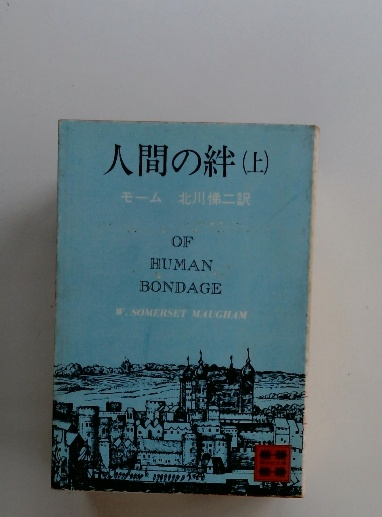 人間の絆(上)
モーム 北川悌二訳
OF
HUMAN
BONDAGE
W. SOMERSET MAUGHAM